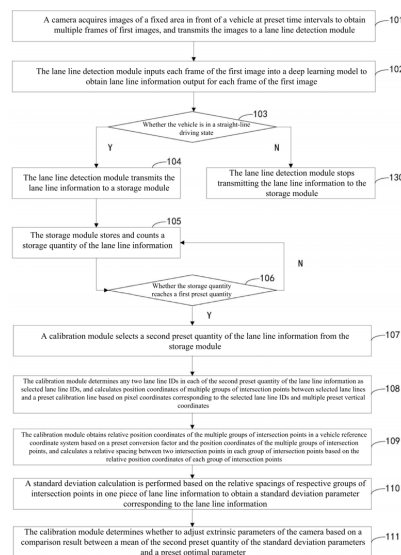 A camera acquires images of a fixed area in front of a vehicle at preset time intervals to obtain
multiple frames of first images, and transmits the images to a lane line detection module
101
The lane line detection module inputs each frame of the first image into a deep learning model to
obtain lane line information output for each frame of the first image
102
103
Whether the vehicle is in a straight-line
driving state
Y
N
104
The lane line detection module transmits the
lane line information to a storage module
The lane line detection module stops
transmitting the lane line information to the
storage module
130
105
The storage module stores and counts a
storage quantity of the lane line information
N
106
Whether the storage quantity
reaches a first preset quantity
Y
A calibration module selects a second preset quantity of the lane line information from the
storage module
107
The calibration module determines any two lane line IDs in each of the second preset quantity of the lane line information as
selected lane line IDs, and calculates position coordinates of multiple groups of intersection points between selected lane lines
and a preset calibration line based on pixel coordinates corresponding to the selected lane line IDs and multiple preset vertical
coordinates
108
The calibration module obtains relative position coordinates of the multiple groups of intersection points in a vehicle reference
coordinate system based on a preset conversion factor and the position coordinates of the multiple groups of intersection
points, and calculates a relative spacing between two intersection points in each group of intersection points based on the
relative position coordinates of each group of intersection points
109
A standard deviation calculation is performed based on the relative spacings of respective groups of
intersection points in one piece of lane line information to obtain a standard deviation parameter
corresponding to the lane line information
110
The calibration module determines whether to adjust extrinsic parameters of the camera based on a
comparison result between a mean of the second preset quantity of the standard deviation parameters
and a preset optimal parameter
111